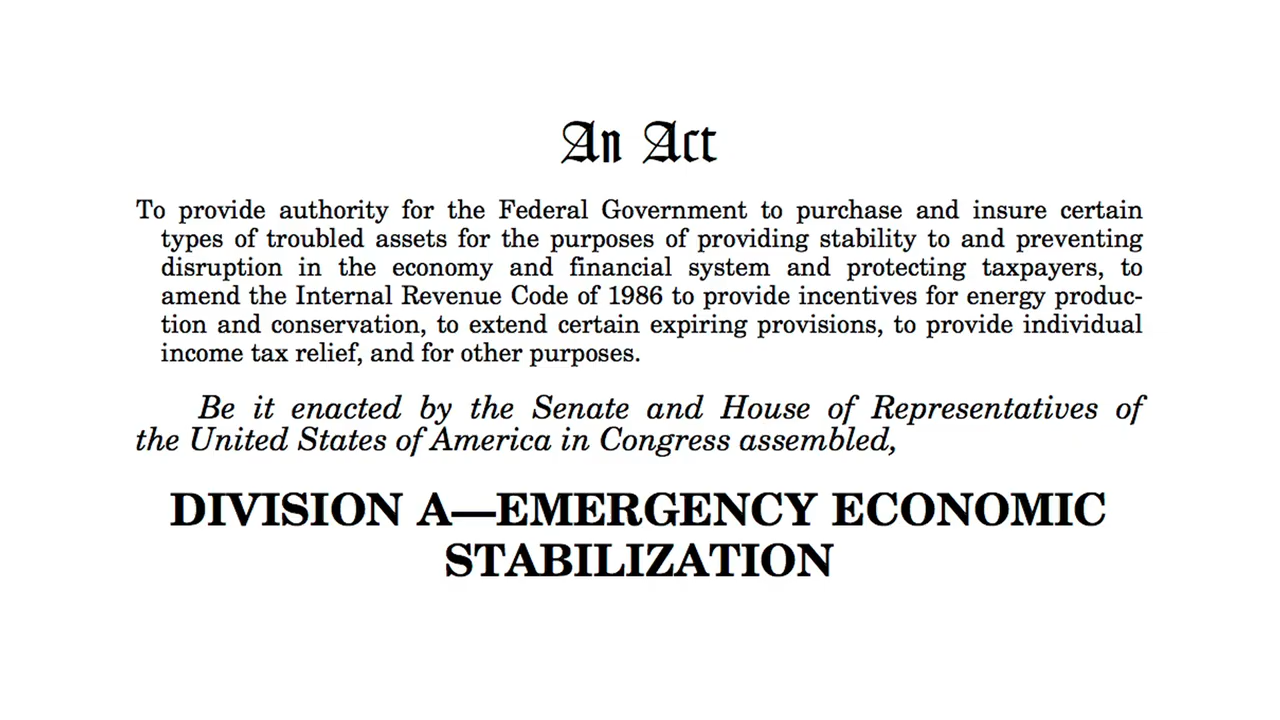 An Act
To provide authority for the Federal Government to purchase and insure certain
types of troubled assets for the purposes of providing stability to and preventing
disruption in the economy and financial system and protecting taxpayers, to
amend the Internal Revenue Code of 1986 to provide incentives for energy produc-
tion and conservation, to extend certain expiring provisions, to provide individual
income tax relief, and for other purposes.
Be it enacted by the Senate and House of Representatives of
the United States of America in Congress assembled,
DIVISION A—EMERGENCY ECONOMIC
STABILIZATION